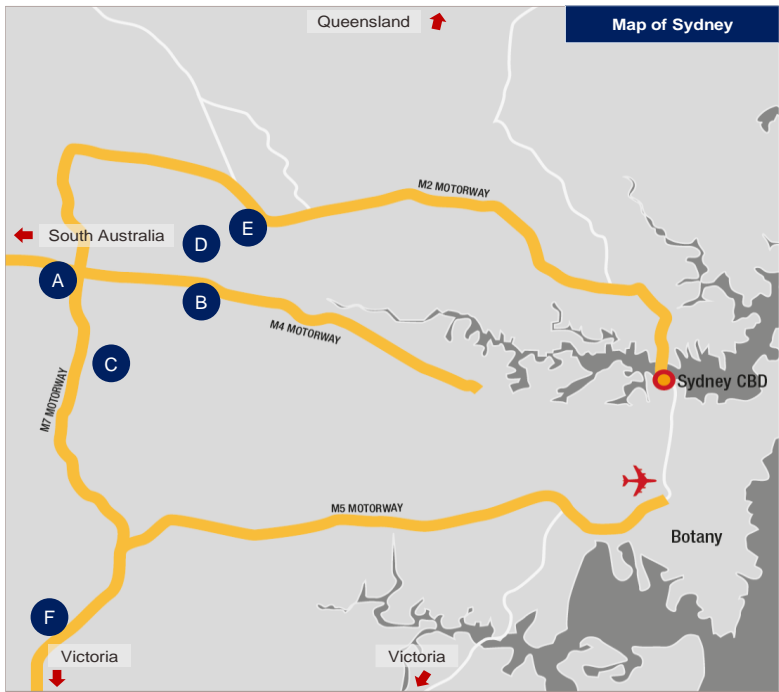 Queensland
Map of Sydney
M2 MOTORWAY
E
South Australia
D
A
B
M4 MOTORWAY
C
Sydney CBD
M7 MOTORWAY
M5 MOTORWAY
Botany
F
Victoria
Victoria